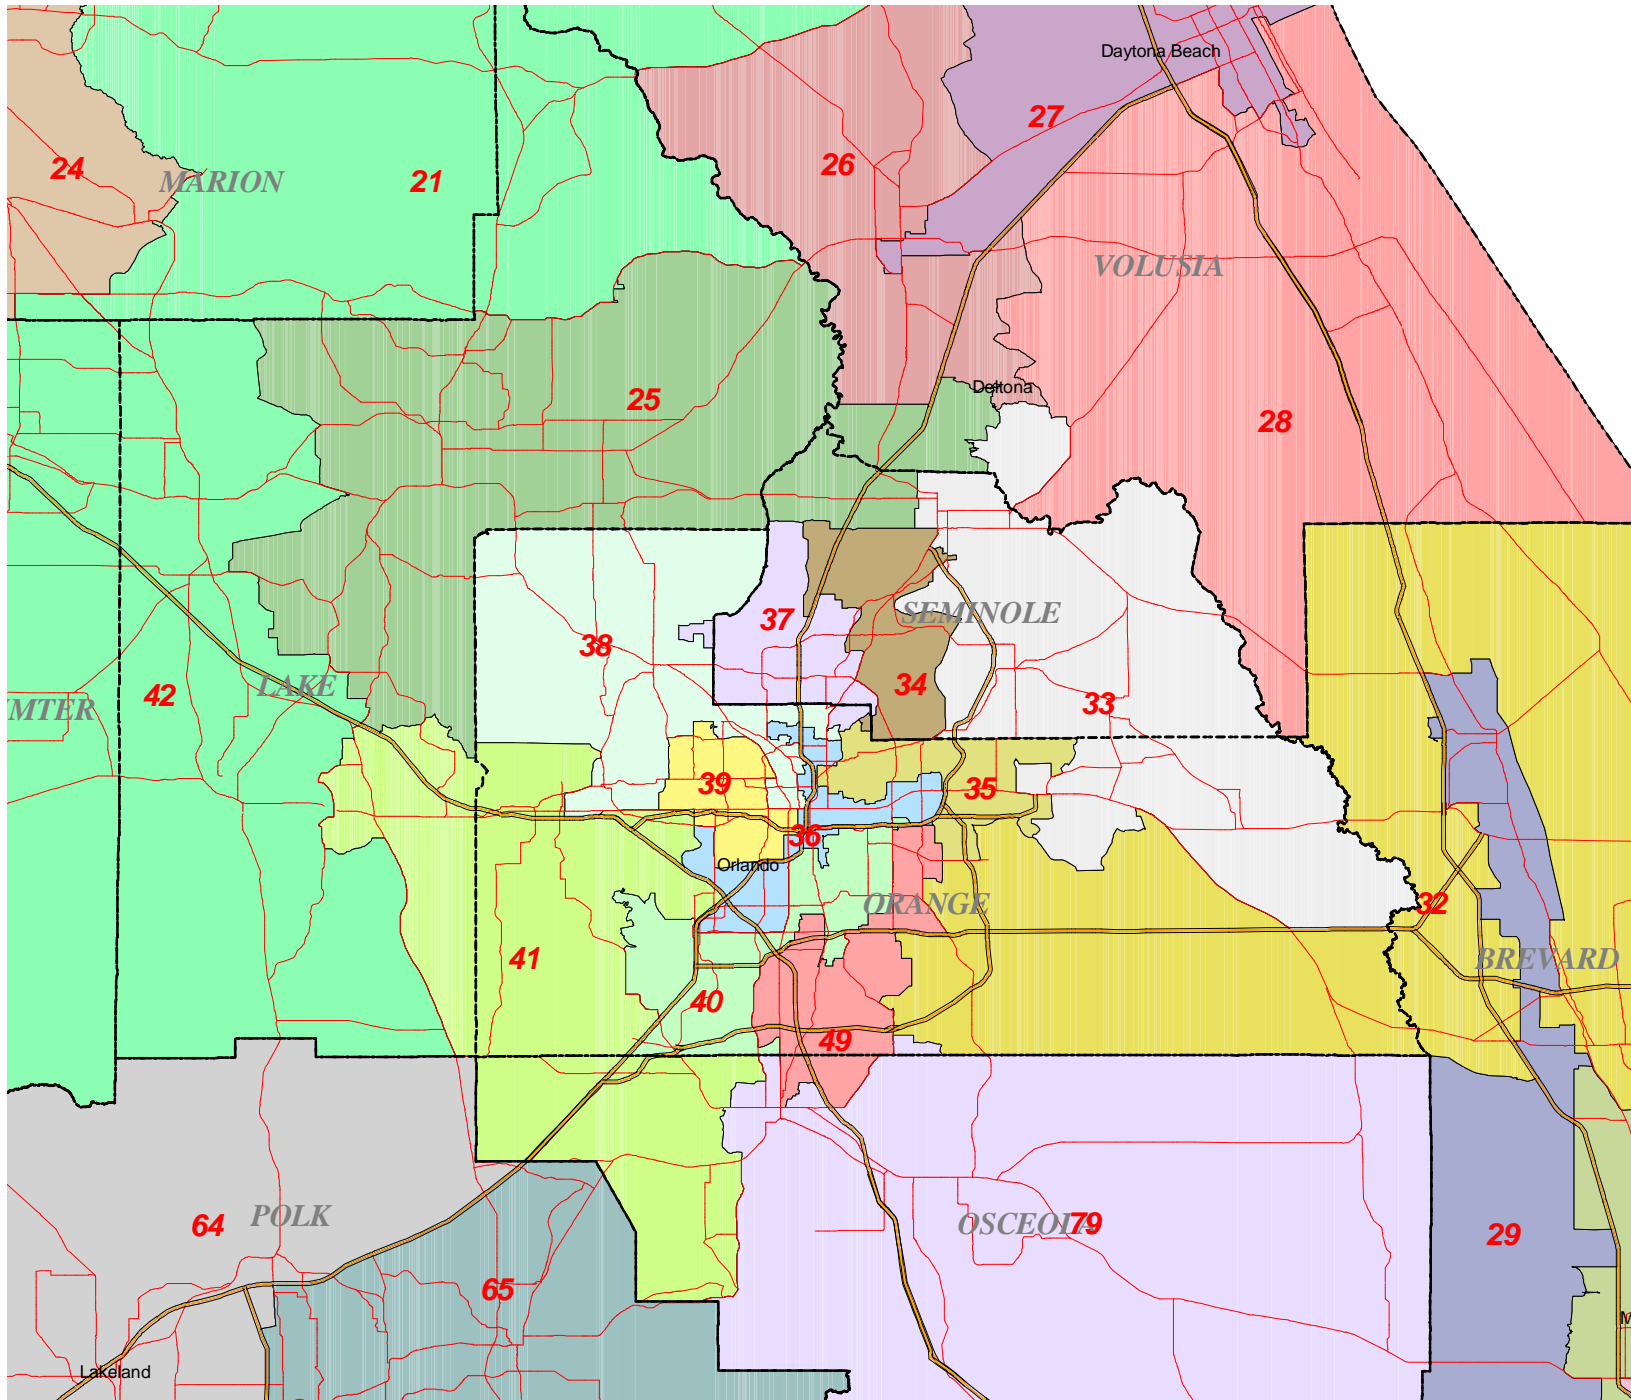 Daytona Beach
27
26
24
MARION
21
VOLUSIA
Deltona
25
28
SEMINOLE
37
38
34
LAKE
42
33
MTER
39
35
36
Orlando
ORANGE
32
41
BREVARD
40
49
64
POLK
OSCEOLA
79
29
65
M
Lakeland